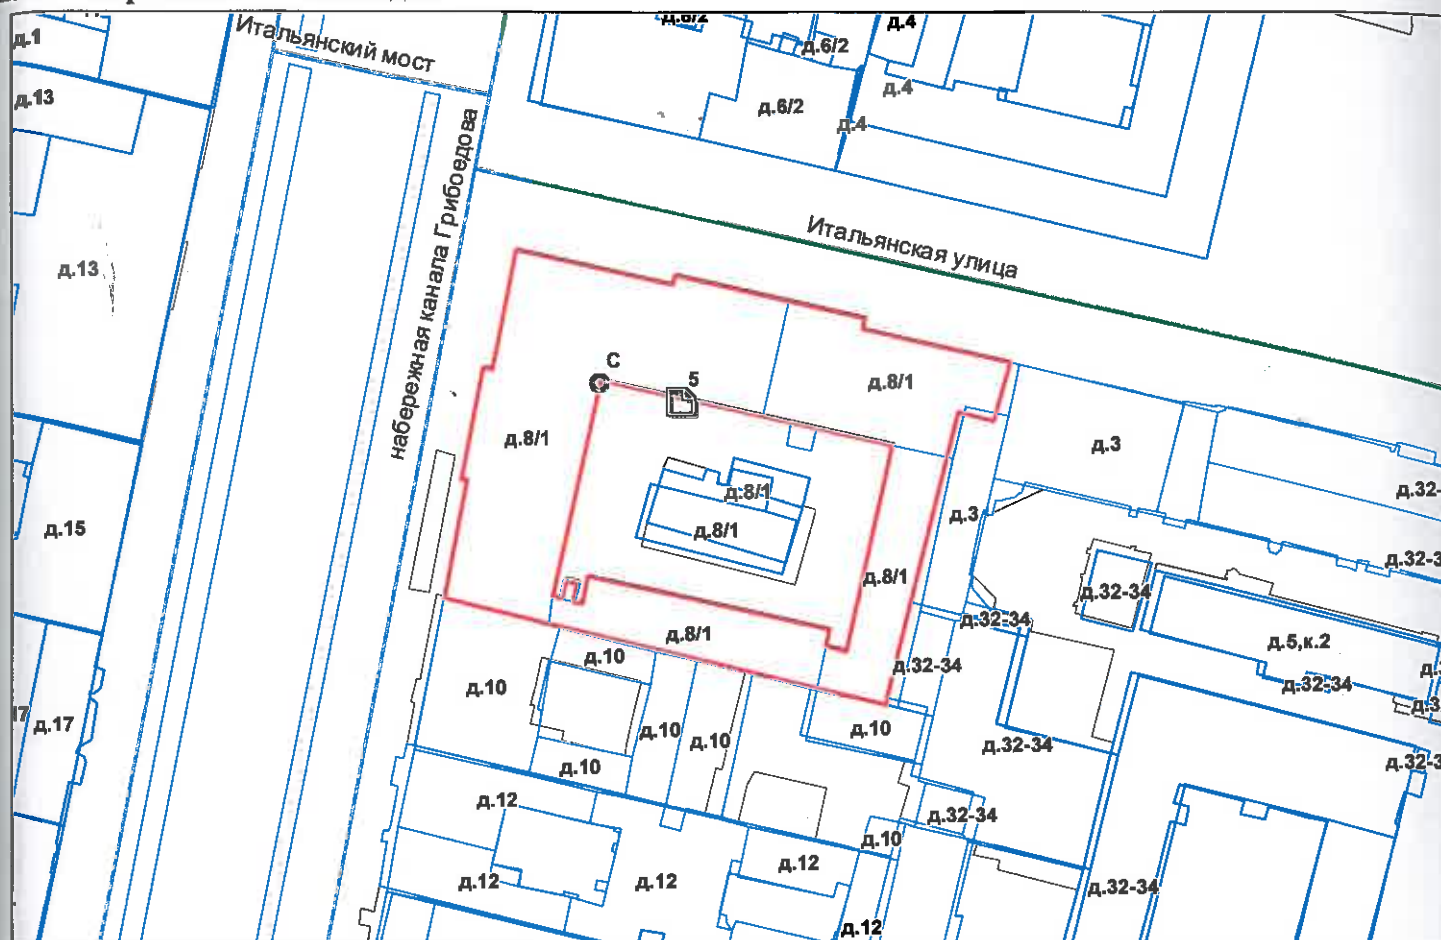 д.1
Итальянский мост
д.6/2
д.4
д.6/2
д.13
д.6/2
д.4
д.4
набережная канала Грибоедова
Итальянская улица
д.13
С
5
д.8/1
д.8/1
д.3
д.8/1
д.8/1
д.32-
д.3
д.15
д.32-3
д.8/1
д.32-34
д.32-34
д.8/1
д.5,к.2
д.10
д.32-34
д.32-34
д.10
17
д.17
д.10
д.10
д.10
д.32-34
д.10
д.32-3
д.12
д.32-34
д.10
д.12
д.12
д.12
д.32-34
д.12